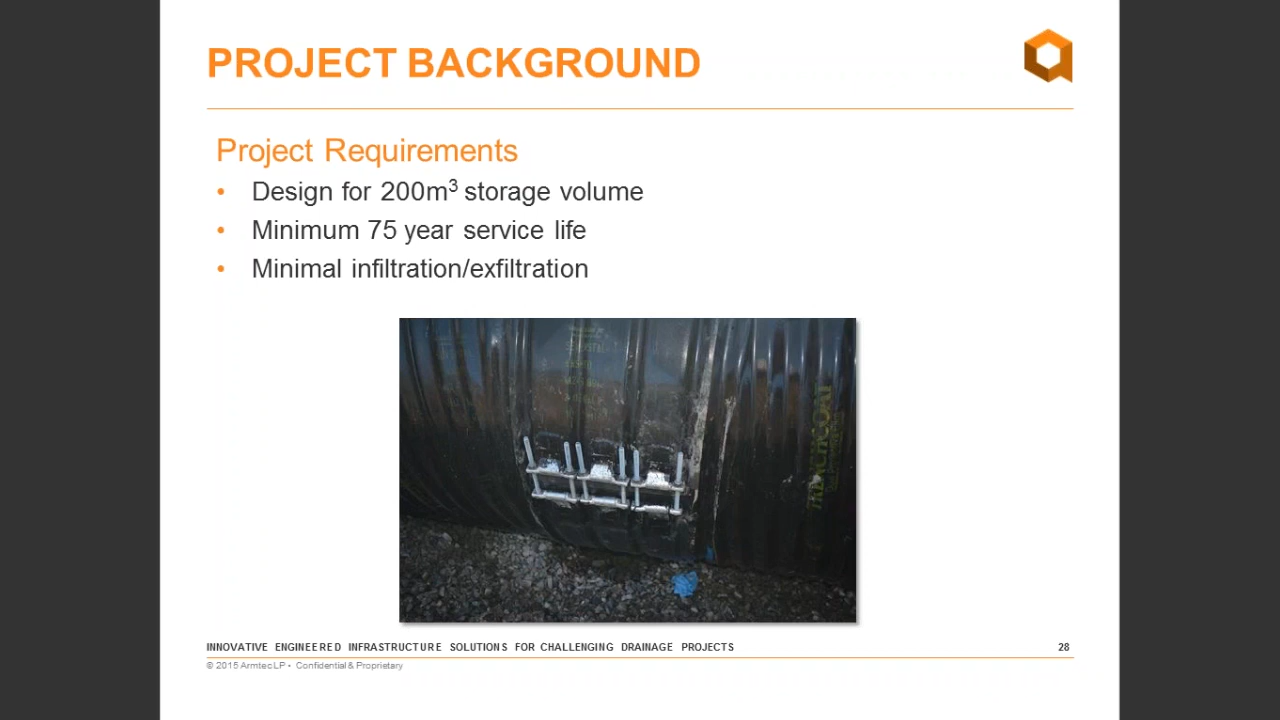 PROJECT BACKGROUND
Project Requirements
• Design for 200m³ storage volume
• Minimum 75 year service life
• Minimal infiltration/exfiltration
TRENCHCOAT
INNOVATIVE ENGINEERED INFRASTRUCTURE SOLUTIONS FOR CHALLENGING DRAINAGE PROJECTS 28
© 2015 Armtec LP • Confidential & Proprietary